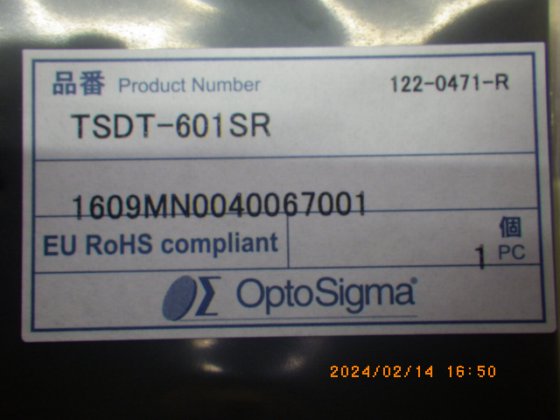 品番 Product Number 122-0471-R
TSDT-601SR
1609MN0040067001
EU RoHS compliant
個
1 PC
OptoSigma
2024/02/14 16:50